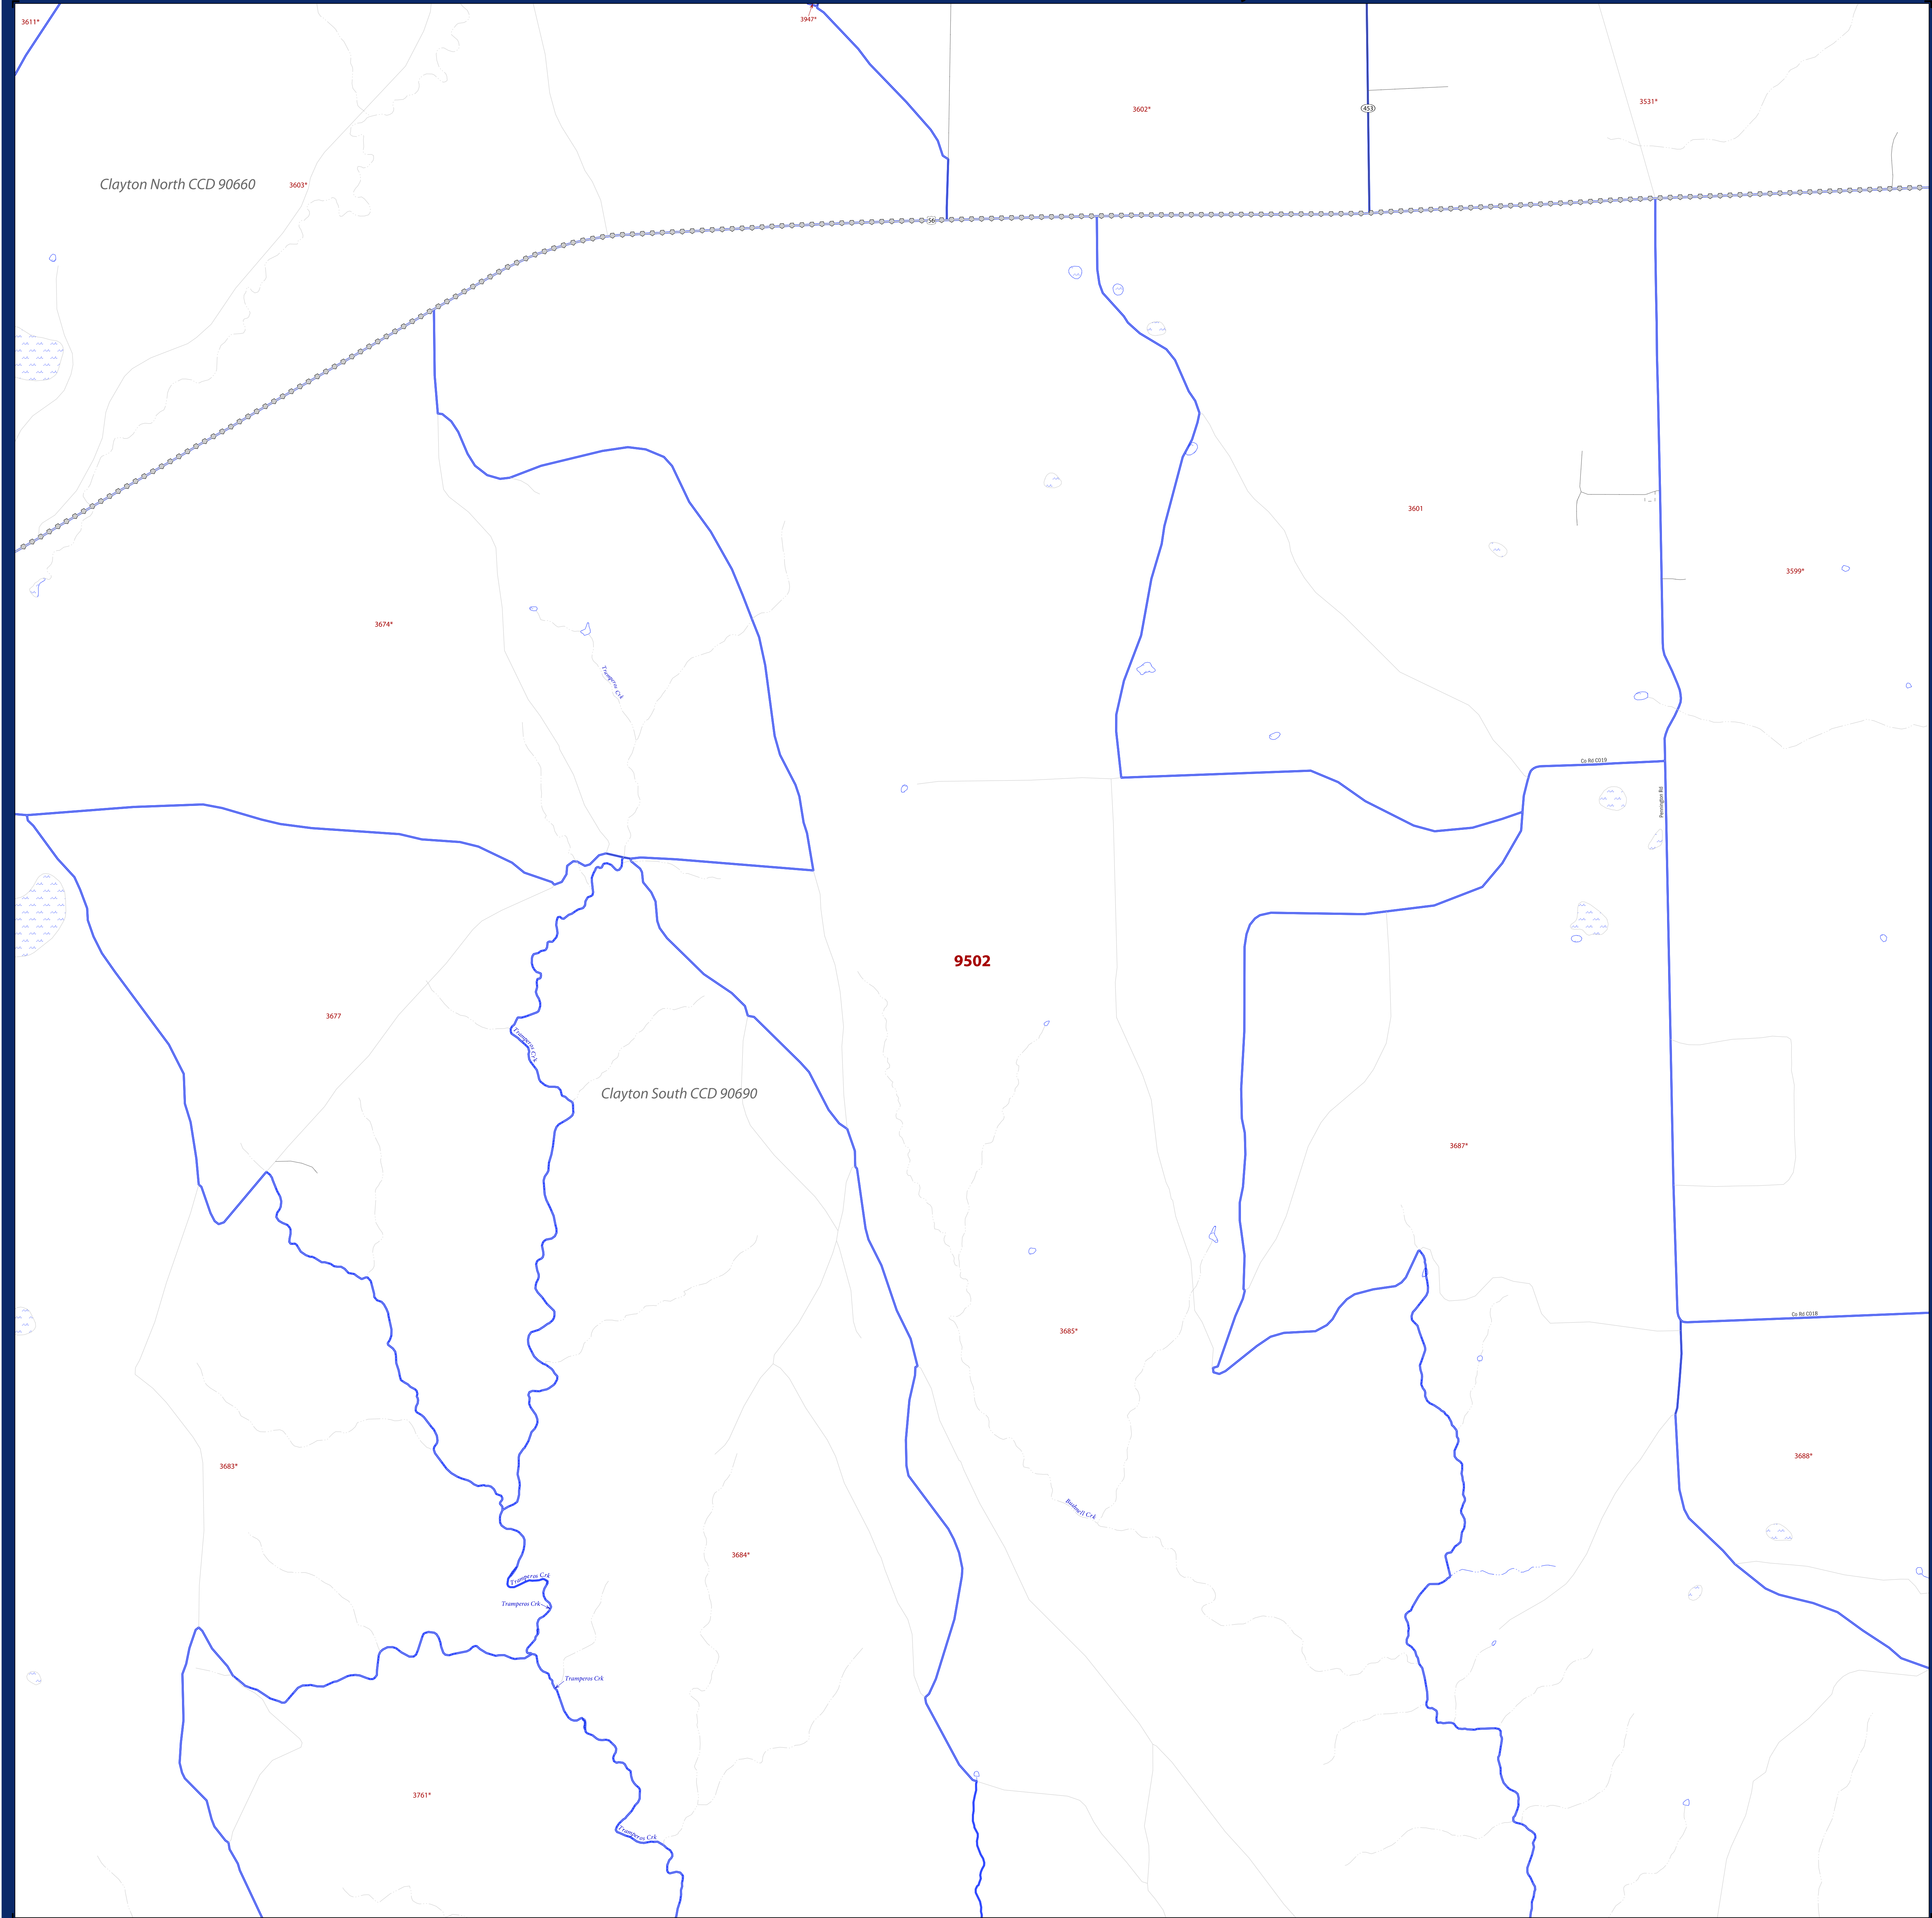 3611*
3947*
3602*
453
3531*
Clayton North CCD 90660
3603*
56
3601
3599*
3674*
Tramperos Crk
Co Rd C019
Pennington Rd
9502
3677
Tramperos Crk
Clayton South CCD 90690
3687*
Co Rd C018
3685*
3683*
3688*
Bushnell Crk
3684*
Tramperos Crk
Tramperos Crk
Tramperos Crk
3761*
Tramperos Crk